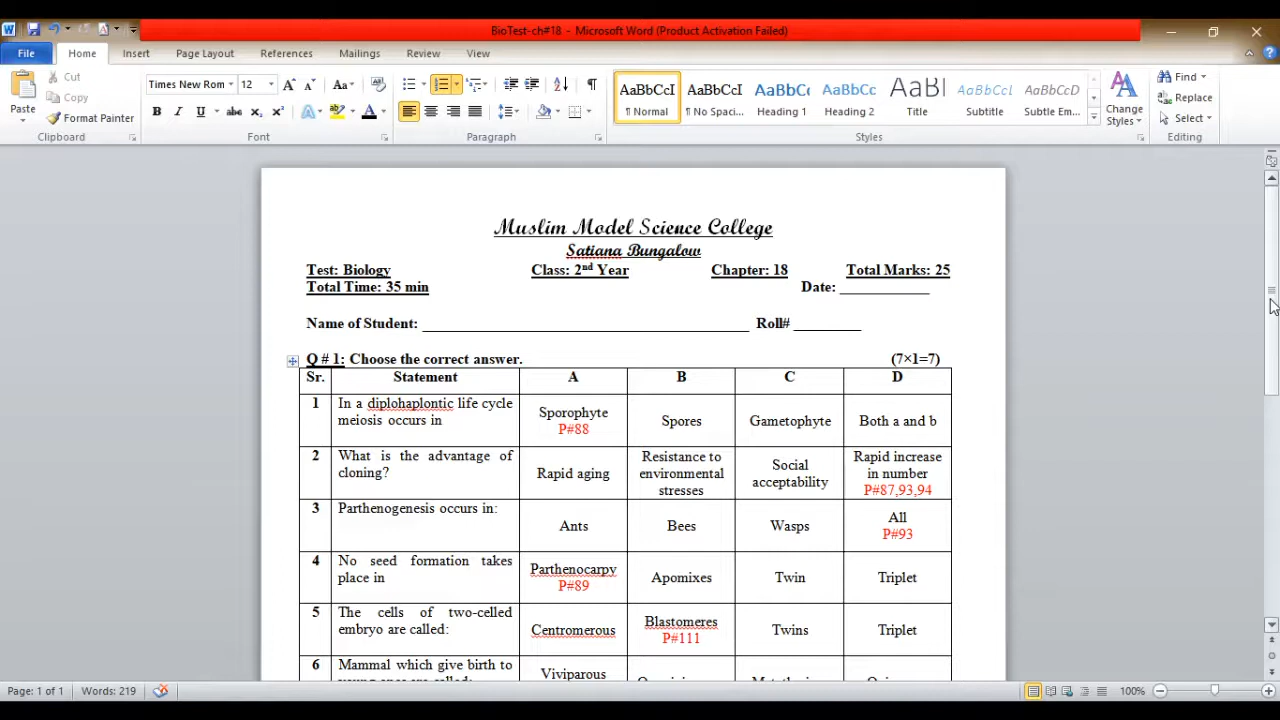 BioTest-ch#18 - Microsoft Word (Product Activation Failed)
File Home Insert Page Layout References Mailings Review View
Paste
Cut
Copy
Format Painter
Clipboard
Times New Rom 12
Font
Paragraph
AaBbCcI AaBbCcI AaBbCc AaBbCc AaBl AaBbCcI AaBbCcD
¶ Normal ¶ No Spaci... Heading 1 Heading 2 Title Subtitle Subtle Em...
Styles
Change Styles
Find
Replace
Select
Editing
Muslim Model Science College
Satiana Bungalow
Test: Biology Class: 2nd Year Chapter: 18 Total Marks: 25
Total Time: 35 min Date: ____________
Name of Student: ____________ Roll# _________
Q # 1: Choose the correct answer. (7×1=7)
Sr. Statement A B C D
1 In a diplohaplontic life cycle meiosis occurs in Sporophyte P#88 Spores Gametophyte Both a and b
2 What is the advantage of cloning? Rapid aging Resistance to environmental stresses Social acceptability Rapid increase in number P#87,93,94
3 Parthenogenesis occurs in: Ants Bees Wasps All P#93
4 No seed formation takes place in Parthenocarpy P#89 Apomixes Twin Triplet
5 The cells of two-celled embryo are called: Centromerous Blastomeres P#111 Twins Triplet
6 Mammal which give birth to Viviparous
Page: 1 of 1 Words: 219 100%